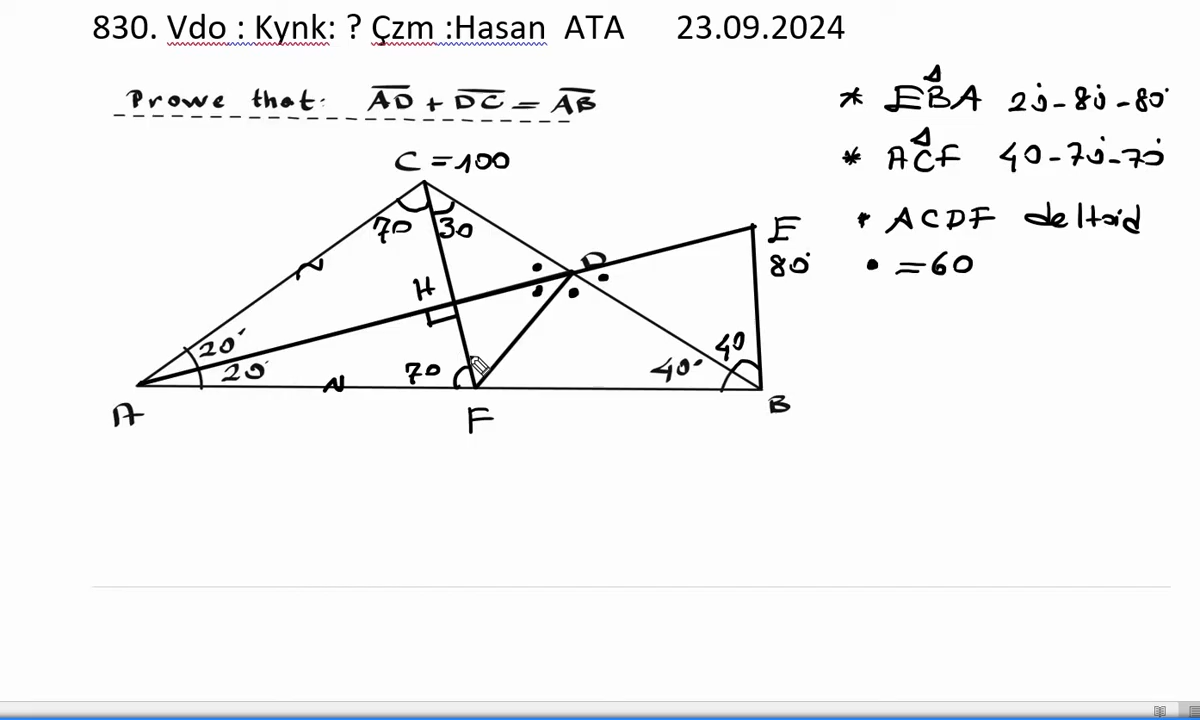 830. Vdo : Kynk: ? Çzm :Hasan ATA 23.09.2024
Prowe that: AD + DC = AB
* EBA 20-80-80°
* ACF 40-70-70
• ACDF deltoid
• =60
C =100
70 30
E
80°
D
H
20°
20°
70
40
40°
A
F
B